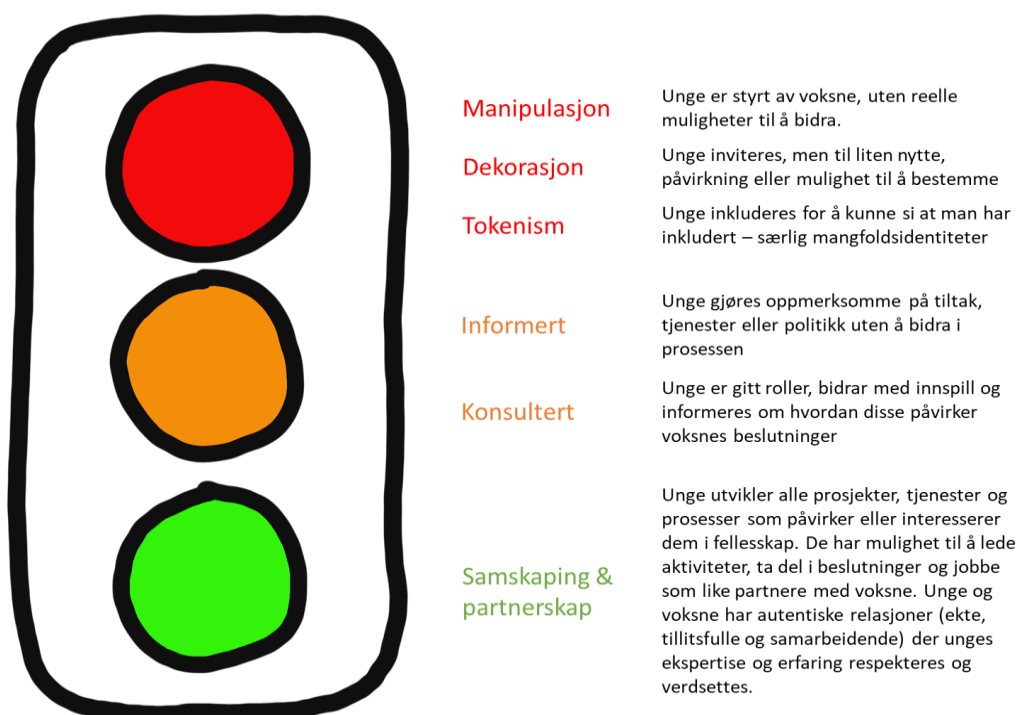 Manipulasjon
Unge er styrt av voksne, uten reelle
muligheter til å bidra.
Dekorasjon
Unge inviteres, men til liten nytte,
påvirkning eller mulighet til å bestemme
Tokenism
Unge inkluderes for å kunne si at man har
inkludert – særlig mangfoldsidentiteter
Informert
Unge gjøres oppmerksomme på tiltak,
tjenester eller politikk uten å bidra i
prosessen
Konsultert
Unge er gitt roller, bidrar med innspill og
informeres om hvordan disse påvirker
voksnes beslutninger
Samskaping &
partnerskap
Unge utvikler alle prosjekter, tjenester og
prosesser som påvirker eller interesserer
dem i fellesskap. De har mulighet til å lede
aktiviteter, ta del i beslutninger og jobbe
som like partnere med voksne. Unge og
voksne har autentiske relasjoner (ekte,
tillitsfulle og samarbeidende) der unges
ekspertise og erfaring respekteres og
verdsettes.